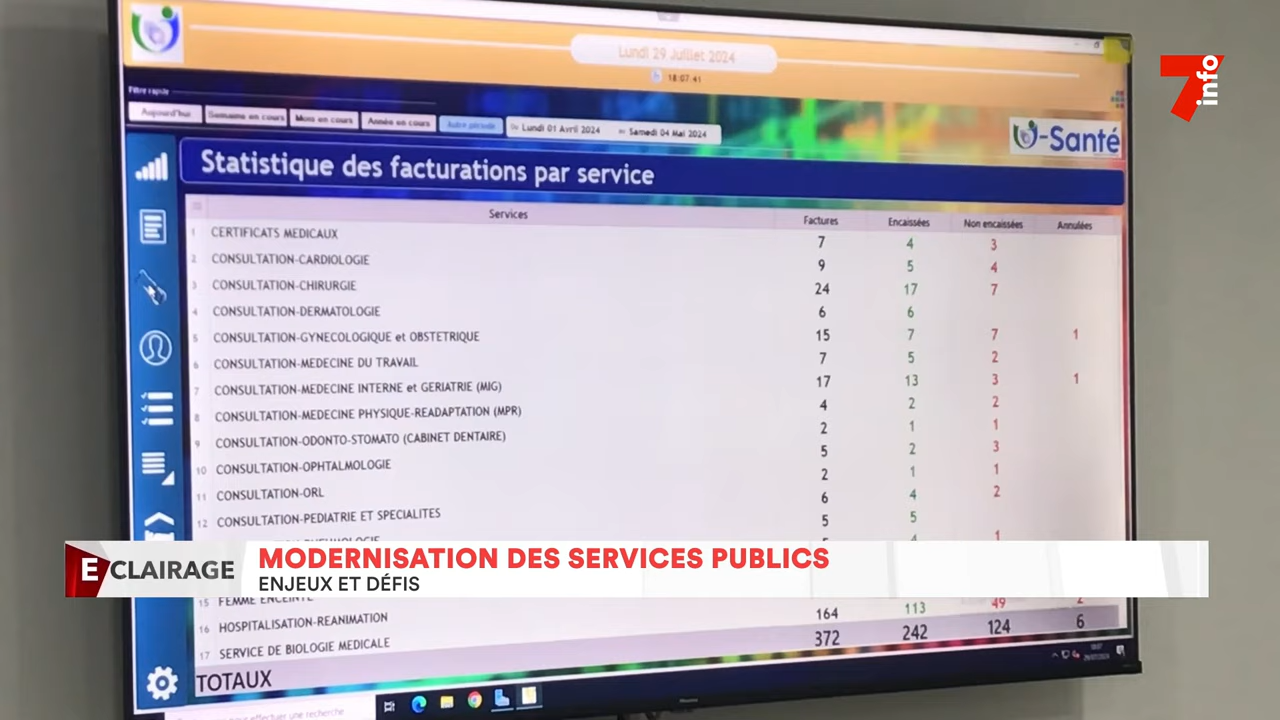 Lundi 29 Juillet 2024
18:07:41
7 info
Filtre rapide
Aujourd'hui Semaine en cours Mois en cours Année en cours Autre période Du Lundi 01 Avril 2024 au Samedi 04 Mai 2024
U-Santé
Statistique des facturations par service
Services Factures Encaissées Non encaissées Annulées
1 CERTIFICATS MEDICAUX 7 4 3
2 CONSULTATION-CARDIOLOGIE 9 5 4
3 CONSULTATION-CHIRURGIE 24 17 7
4 CONSULTATION-DERMATOLOGIE 6 6
5 CONSULTATION-GYNECOLOGIQUE et OBSTETRIQUE 15 7 7 1
6 CONSULTATION-MEDECINE DU TRAVAIL 7 5 2
7 CONSULTATION-MEDECINE INTERNE et GERIATRIE (MIG) 17 13 3 1
8 CONSULTATION-MEDECINE PHYSIQUE-READAPTATION (MPR) 4 2 2
9 CONSULTATION-ODONTO-STOMATO (CABINET DENTAIRE) 2 1 1
10 CONSULTATION-OPHTALMOLOGIE 5 2 3
11 CONSULTATION-ORL 2 1 1
12 CONSULTATION-PEDIATRIE ET SPECIALITES 6 4 2
5 5
4 1
ECLAIRAGE
MODERNISATION DES SERVICES PUBLICS
ENJEUX ET DÉFIS
15 FEMME ENCEINTE 49 2
16 HOSPITALISATION-REANIMATION
17 SERVICE DE BIOLOGIE MEDICALE 164 113
TOTAUX 372 242 124 6
effectuer une recherche